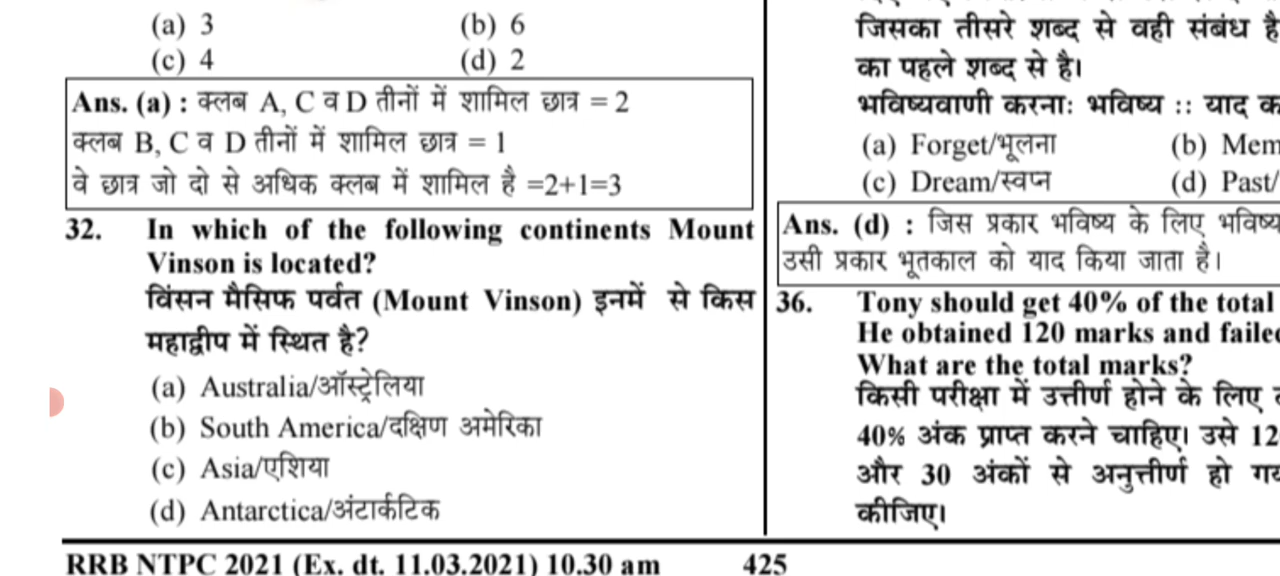 (a) 3 (b) 6
(c) 4 (d) 2
Ans. (a) : क्लब A, C व D तीनों में शामिल छात्र = 2
क्लब B, C व D तीनों में शामिल छात्र = 1
वे छात्र जो दो से अधिक क्लब में शामिल है =2+1=3
32. In which of the following continents Mount
Vinson is located?
विंसन मैसिफ पर्वत (Mount Vinson) इनमें से किस
महाद्वीप में स्थित है?
(a) Australia/ऑस्ट्रेलिया
(b) South America/दक्षिण अमेरिका
(c) Asia/एशिया
(d) Antarctica/अंटार्कटिक
जिसका तीसरे शब्द से वही संबंध है
का पहले शब्द से है।
भविष्यवाणी करनाः भविष्य :: याद
(a) Forget/भूलना (b)
(c) Dream/स्वप्न (d) Past/
Ans. (d) : जिस प्रकार भविष्य के लिए
उसी प्रकार भूतकाल को याद किया जाता है।
36. Tony should get 40% of the total
He obtained 120 marks and
What are the total marks?
किसी परीक्षा में उत्तीर्ण होने के लिए
40% अंक प्राप्त करने चाहिए। उसे 12
और 30 अंकों से अनुत्तीर्ण हो
कीजिए।
RRB NTPC 2021 (Ex. dt. 11.03.2021) 10.30 am 425